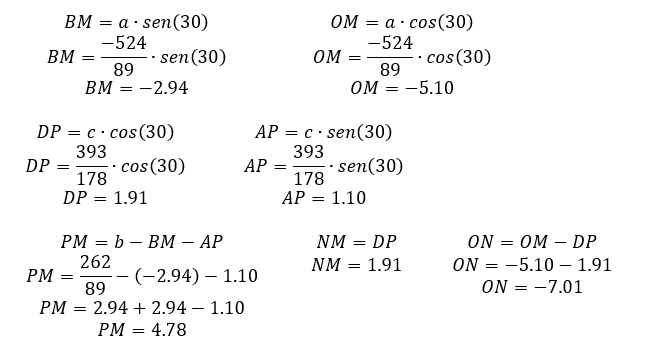 BM = a · sen(30)
BM = −524/89 · sen(30)
BM = −2.94
OM = a · cos(30)
OM = −524/89 · cos(30)
OM = −5.10
DP = c · cos(30)
DP = 393/178 · cos(30)
DP = 1.91
AP = c · sen(30)
AP = 393/178 · sen(30)
AP = 1.10
PM = b − BM − AP
PM = 262/89 − (−2.94) − 1.10
PM = 2.94 + 2.94 − 1.10
PM = 4.78
NM = DP
NM = 1.91
ON = OM − DP
ON = −5.10 − 1.91
ON = −7.01